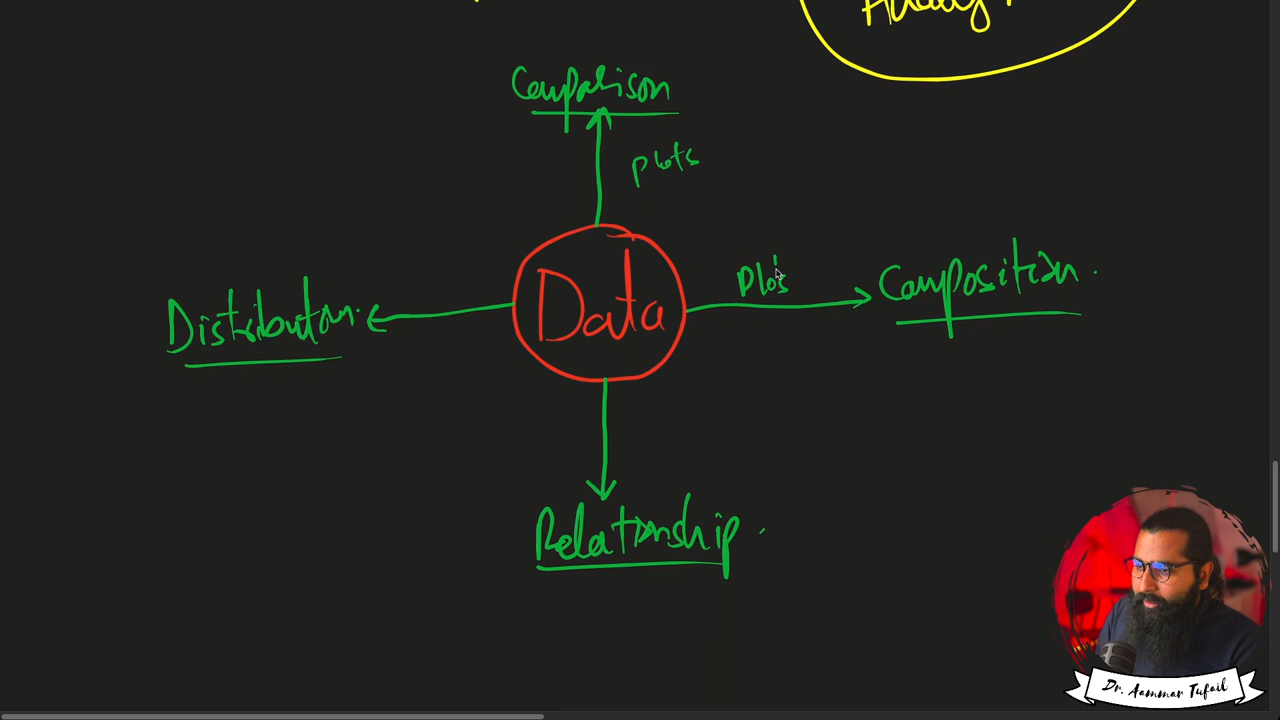 Comparison
plots
Plots
Composition.
Data
Distribution.
Relationship.
Dr. Aammar Tufail